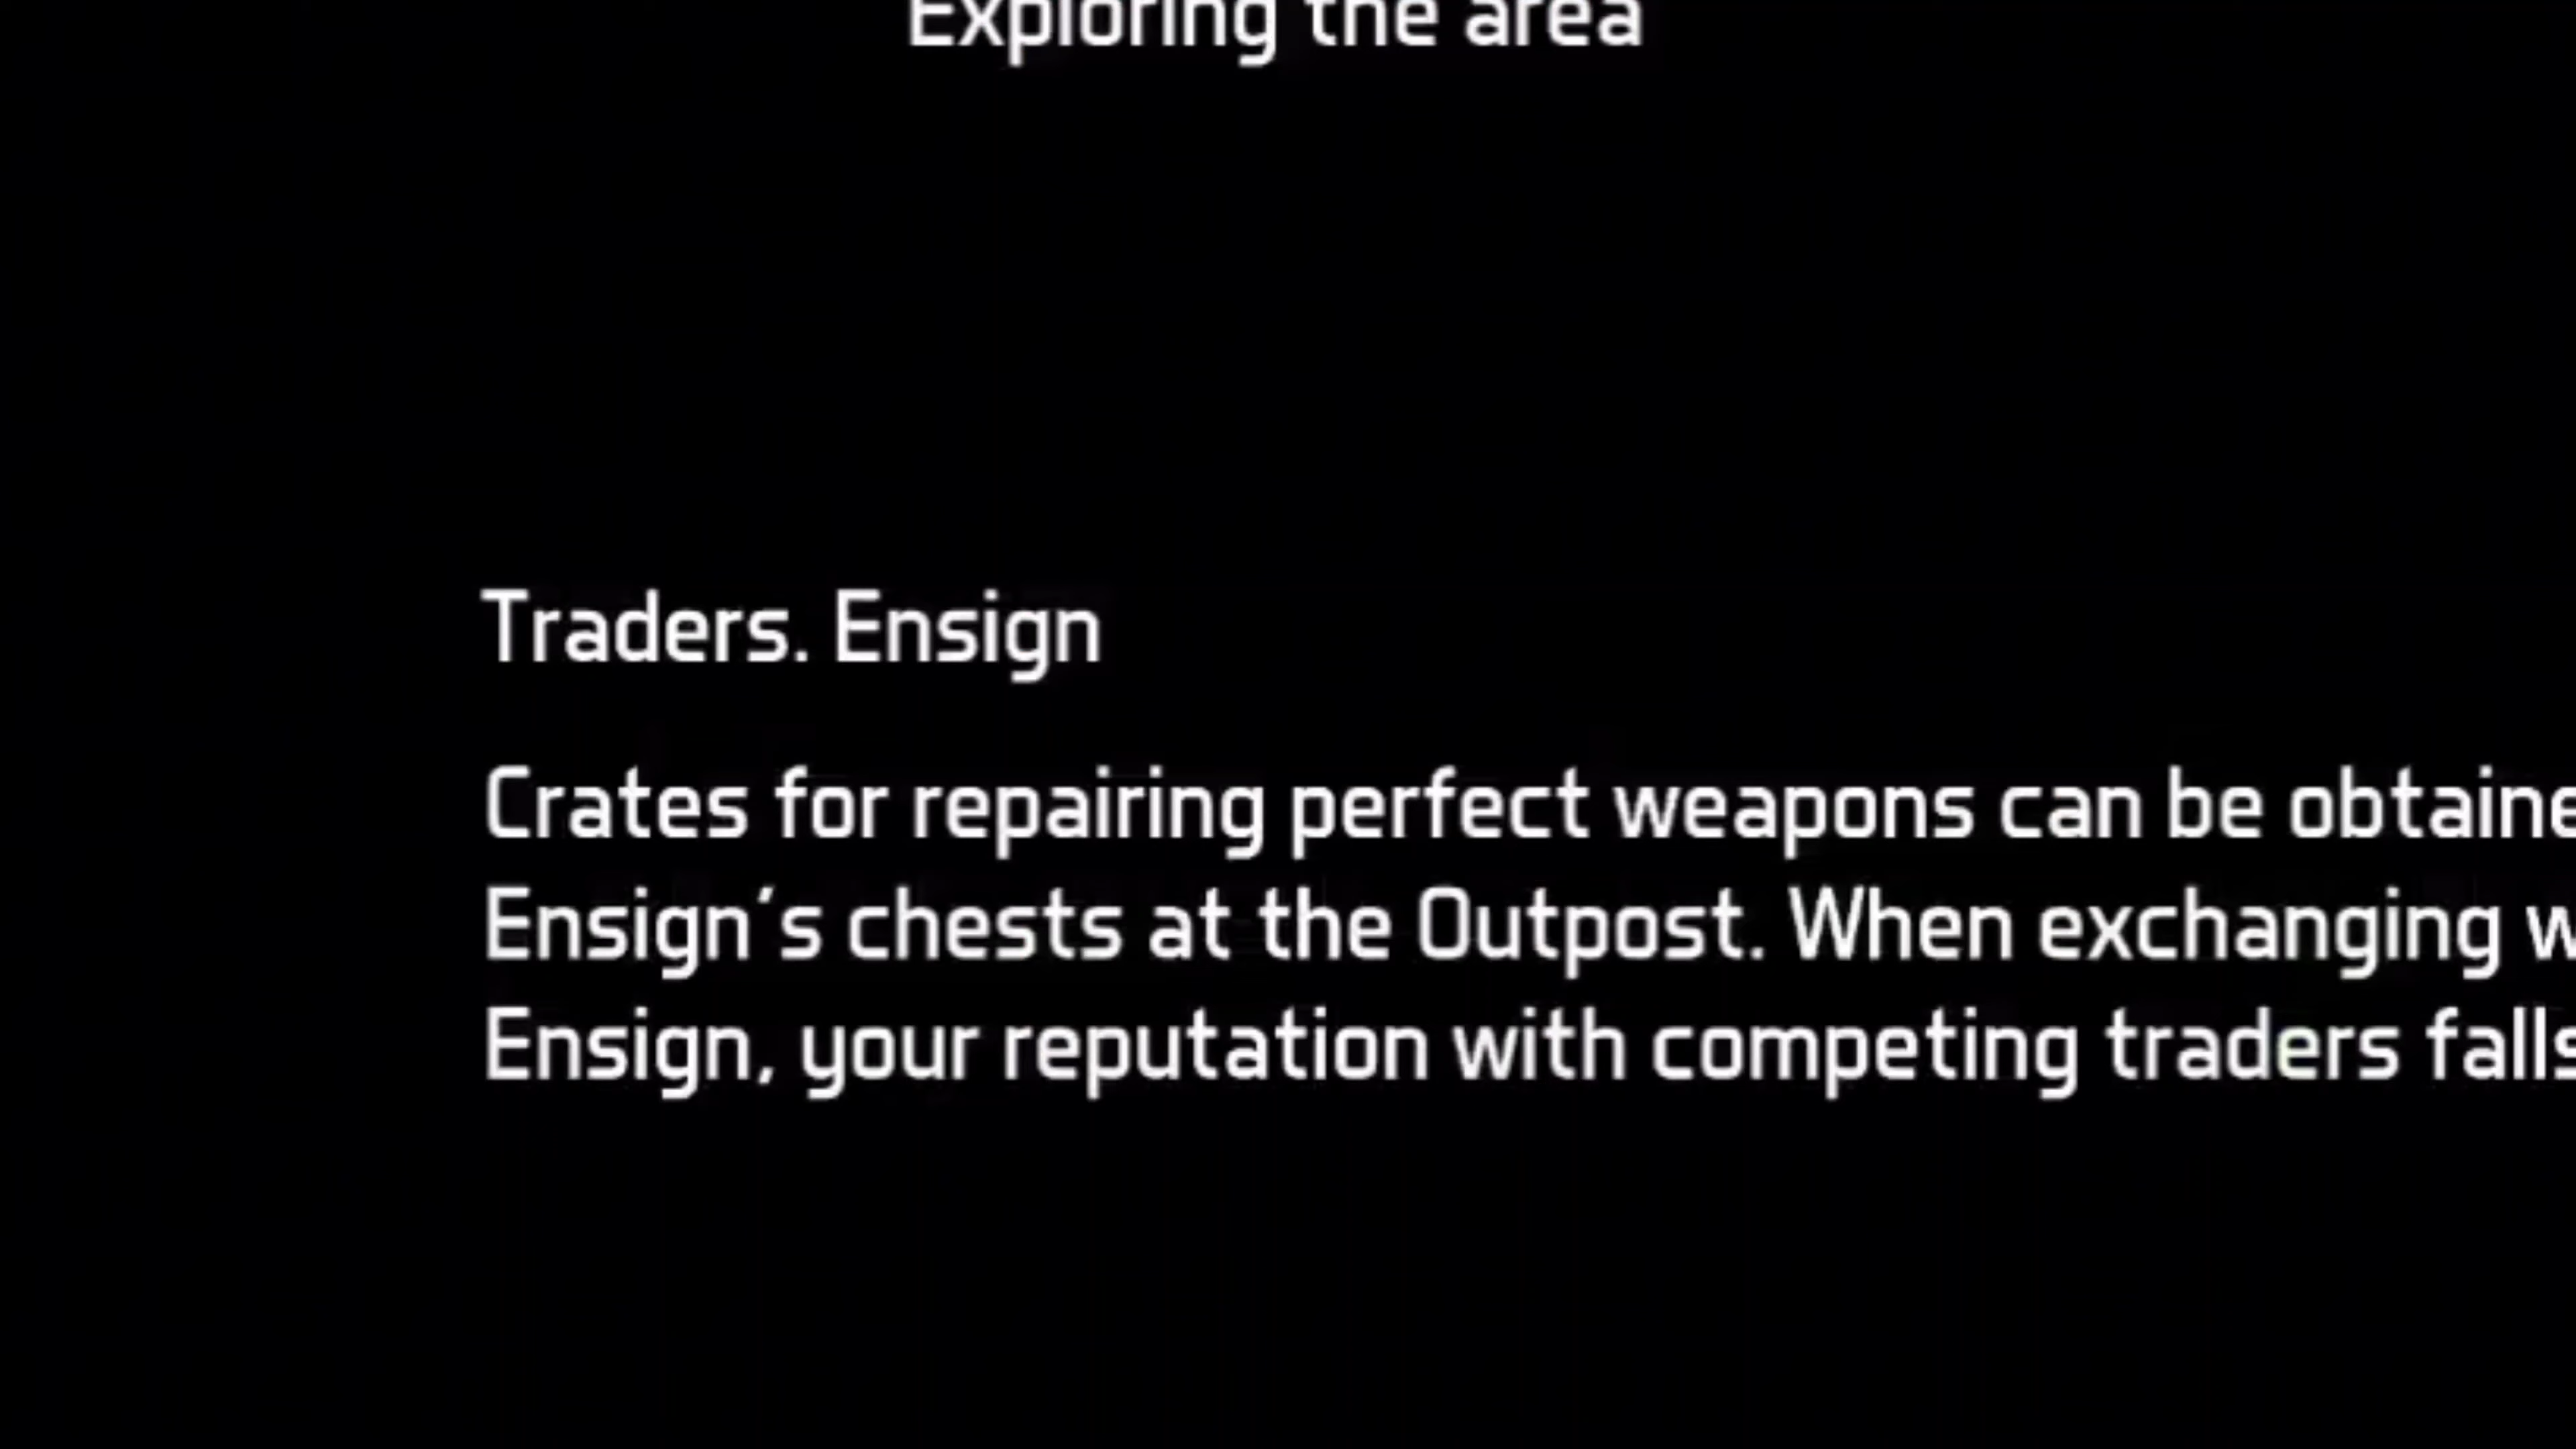 Exploring the area
Traders. Ensign
Crates for repairing perfect weapons can be
Ensign's chests at the Outpost. When exchanging
Ensign, your reputation with competing traders falls